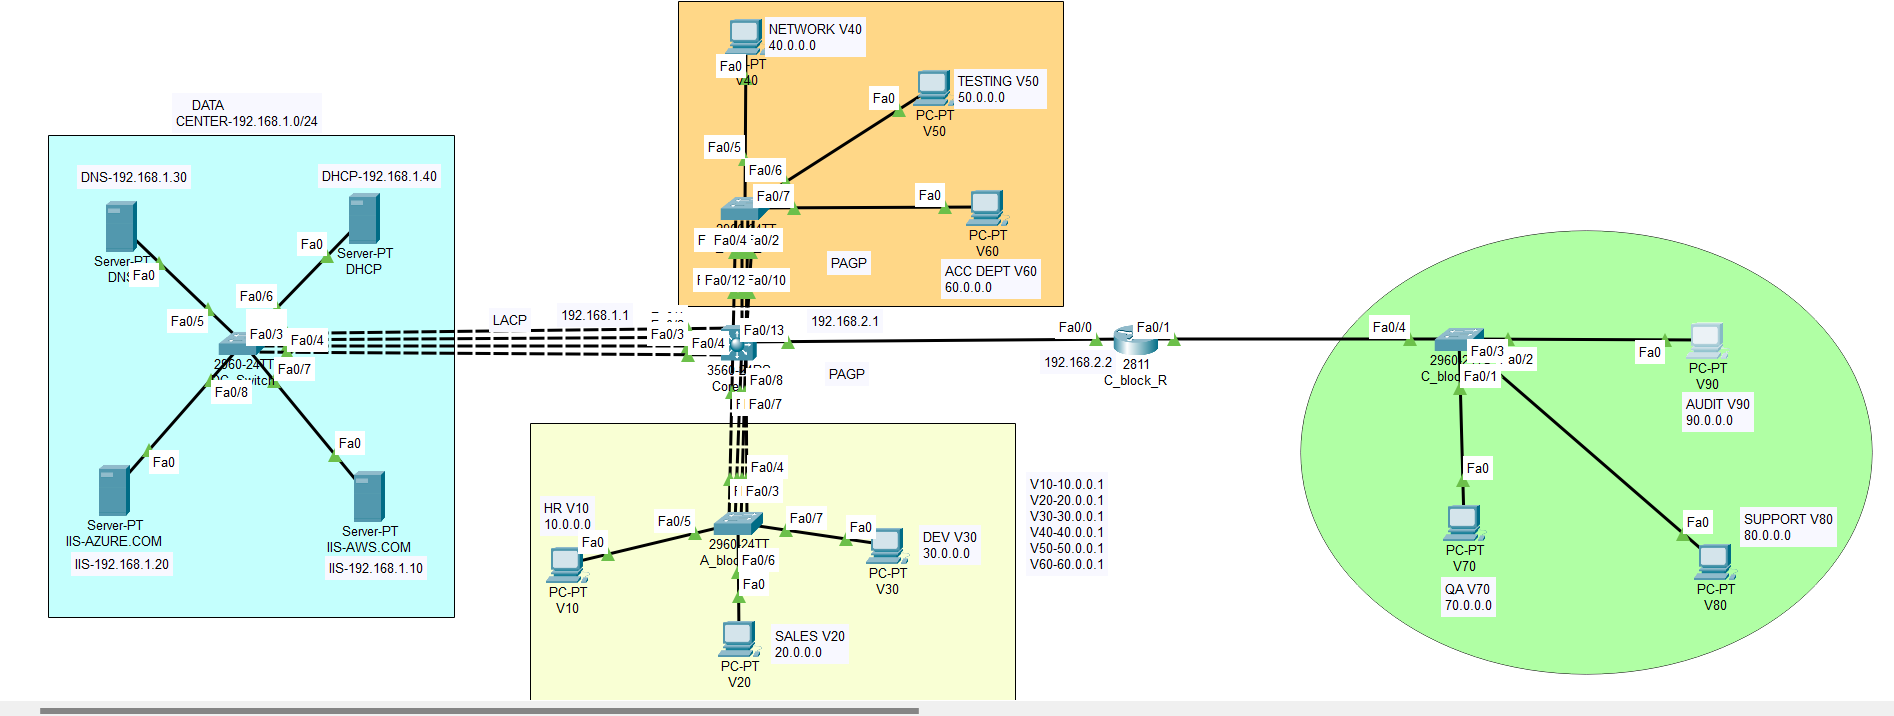 DATA
CENTER-192.168.1.0/24
DNS-192.168.1.30
DHCP-192.168.1.40
Server-PT
DNS
Fa0
Fa0
Server-PT
DHCP
Fa0/5
Fa0/6
Fa0/3
Fa0/4
2960-24TT
DC_Switch
Fa0/7
Fa0/8
Fa0
Fa0
Server-PT
IIS-AZURE.COM
IIS-192.168.1.20
Server-PT
IIS-AWS.COM
IIS-192.168.1.10
LACP
192.168.1.1
Fa0/3
Fa0/4
NETWORK V40
40.0.0.0
Fa0
-PT
V40
TESTING V50
50.0.0.0
Fa0
PC-PT
V50
Fa0/5
Fa0/6
Fa0/7
Fa0
PC-PT
V60
ACC DEPT V60
60.0.0.0
Fa0/4
Fa0/2
PAGP
Fa0/12
Fa0/10
Fa0/13
192.168.2.1
Core
PAGP
Fa0/8
Fa0/7
Fa0/4
Fa0/3
HR V10
10.0.0.0
Fa0
PC-PT
V10
Fa0/5
2960-24TT
A_bloc
Fa0/6
Fa0/7
Fa0
Fa0
PC-PT
V30
DEV V30
30.0.0.0
PC-PT
V20
SALES V20
20.0.0.0
V10-10.0.0.1
V20-20.0.0.1
V30-30.0.0.1
V40-40.0.0.1
V50-50.0.0.1
V60-60.0.0.1
Fa0/0
Fa0/1
192.168.2.2
2811
C_block_R
Fa0/4
Fa0/3
Fa0/2
Fa0/1
C_bloc
Fa0
PC-PT
V90
AUDIT V90
90.0.0.0
Fa0
PC-PT
V70
QA V70
70.0.0.0
Fa0
PC-PT
V80
SUPPORT V80
80.0.0.0